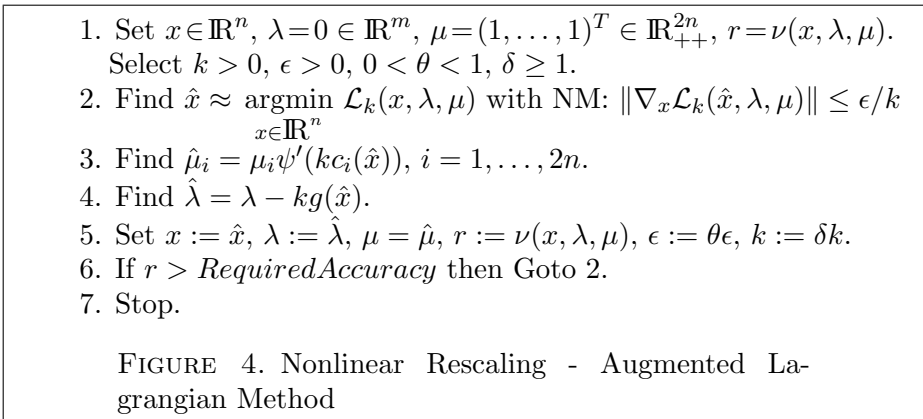 1. Set x∈ℝⁿ, λ=0 ∈ ℝᵐ, μ=(1, . . . , 1)ᵀ ∈ ℝ²ⁿ₊₊, r=ν(x, λ, μ).
Select k > 0, ϵ > 0, 0 < θ < 1, δ ≥ 1.
2. Find x̂ ≈ argmin 𝓛ₖ(x, λ, μ) with NM: ‖∇ₓ𝓛ₖ(x̂, λ, μ)‖ ≤ ϵ/k
x∈ℝⁿ
3. Find μ̂ᵢ = μᵢψ′(kcᵢ(x̂)), i = 1, . . . , 2n.
4. Find λ̂ = λ − kg(x̂).
5. Set x := x̂, λ := λ̂, μ = μ̂, r := ν(x, λ, μ), ϵ := θϵ, k := δk.
6. If r > RequiredAccuracy then Goto 2.
7. Stop.
FIGURE 4. Nonlinear Rescaling - Augmented La-
grangian Method